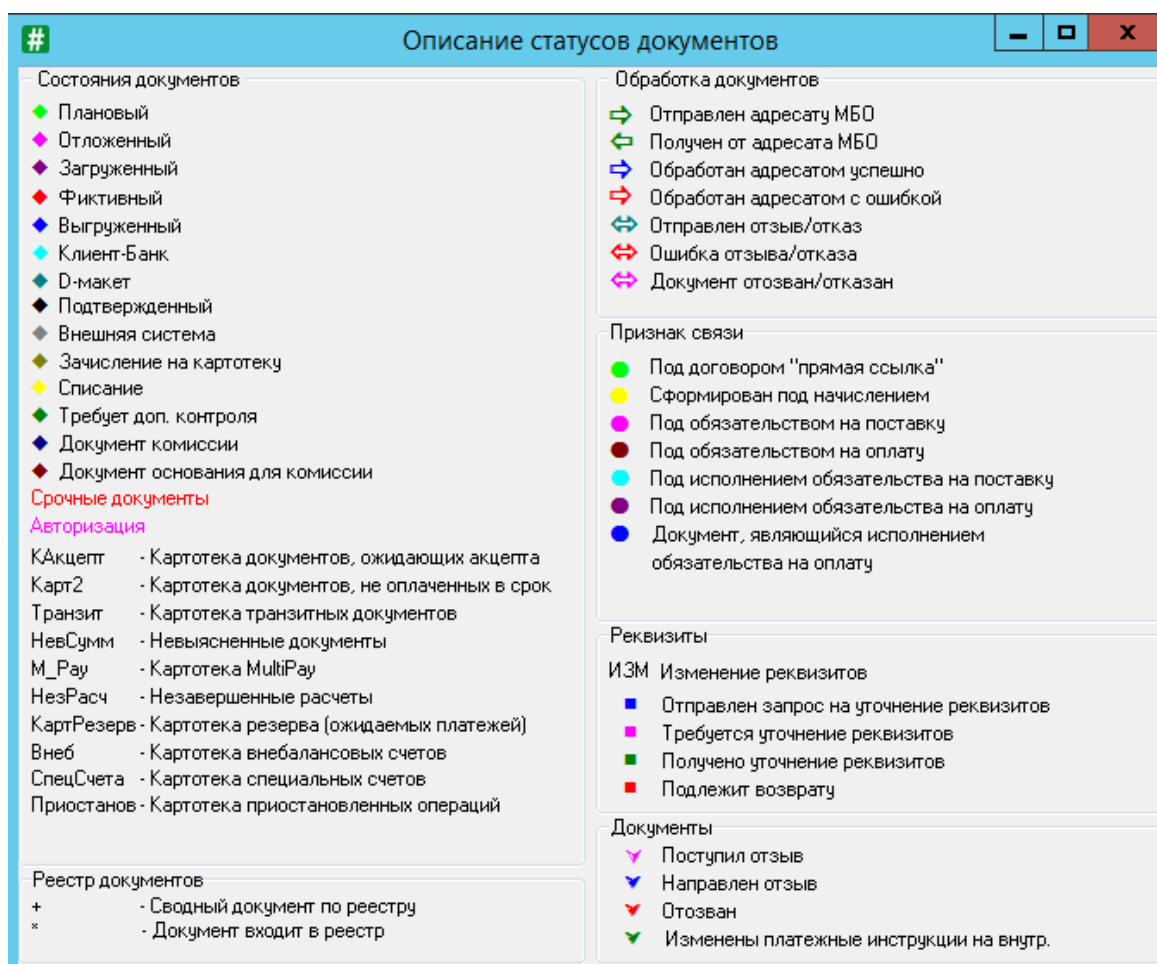 #
Описание статусов документов
Состояния документов
Плановый
Отложенный
Загруженный
Фиктивный
Выгруженный
Клиент-Банк
D-макет
Подтвержденный
Внешняя система
Зачисление на картотеку
Списание
Требует доп. контроля
Документ комиссии
Документ основания для комиссии
Срочные документы
Авторизация
КАкцепт - Картотека документов, ожидающих акцепта
Карт2 - Картотека документов, не оплаченных в срок
Транзит - Картотека транзитных документов
НевСумм - Невыясненные документы
M_Pay - Картотека MultiPay
НезРасч - Незавершенные расчеты
КартРезерв - Картотека резерва (ожидаемых платежей)
Внеб - Картотека внебалансовых счетов
СпецСчета - Картотека специальных счетов
Приостанов - Картотека приостановленных операций
Реестр документов
+ - Сводный документ по реестру
* - Документ входит в реестр
Обработка документов
Отправлен адресату МБО
Получен от адресата МБО
Обработан адресатом успешно
Обработан адресатом с ошибкой
Отправлен отзыв/отказ
Ошибка отзыва/отказа
Документ отозван/отказан
Признак связи
Под договором "прямая ссылка"
Сформирован под начислением
Под обязательством на поставку
Под обязательством на оплату
Под исполнением обязательства на поставку
Под исполнением обязательства на оплату
Документ, являющийся исполнением
обязательства на оплату
Реквизиты
ИЗМ Изменение реквизитов
Отправлен запрос на уточнение реквизитов
Требуется уточнение реквизитов
Получено уточнение реквизитов
Подлежит возврату
Документы
Поступил отзыв
Направлен отзыв
Отозван
Изменены платежные инструкции на внутр.